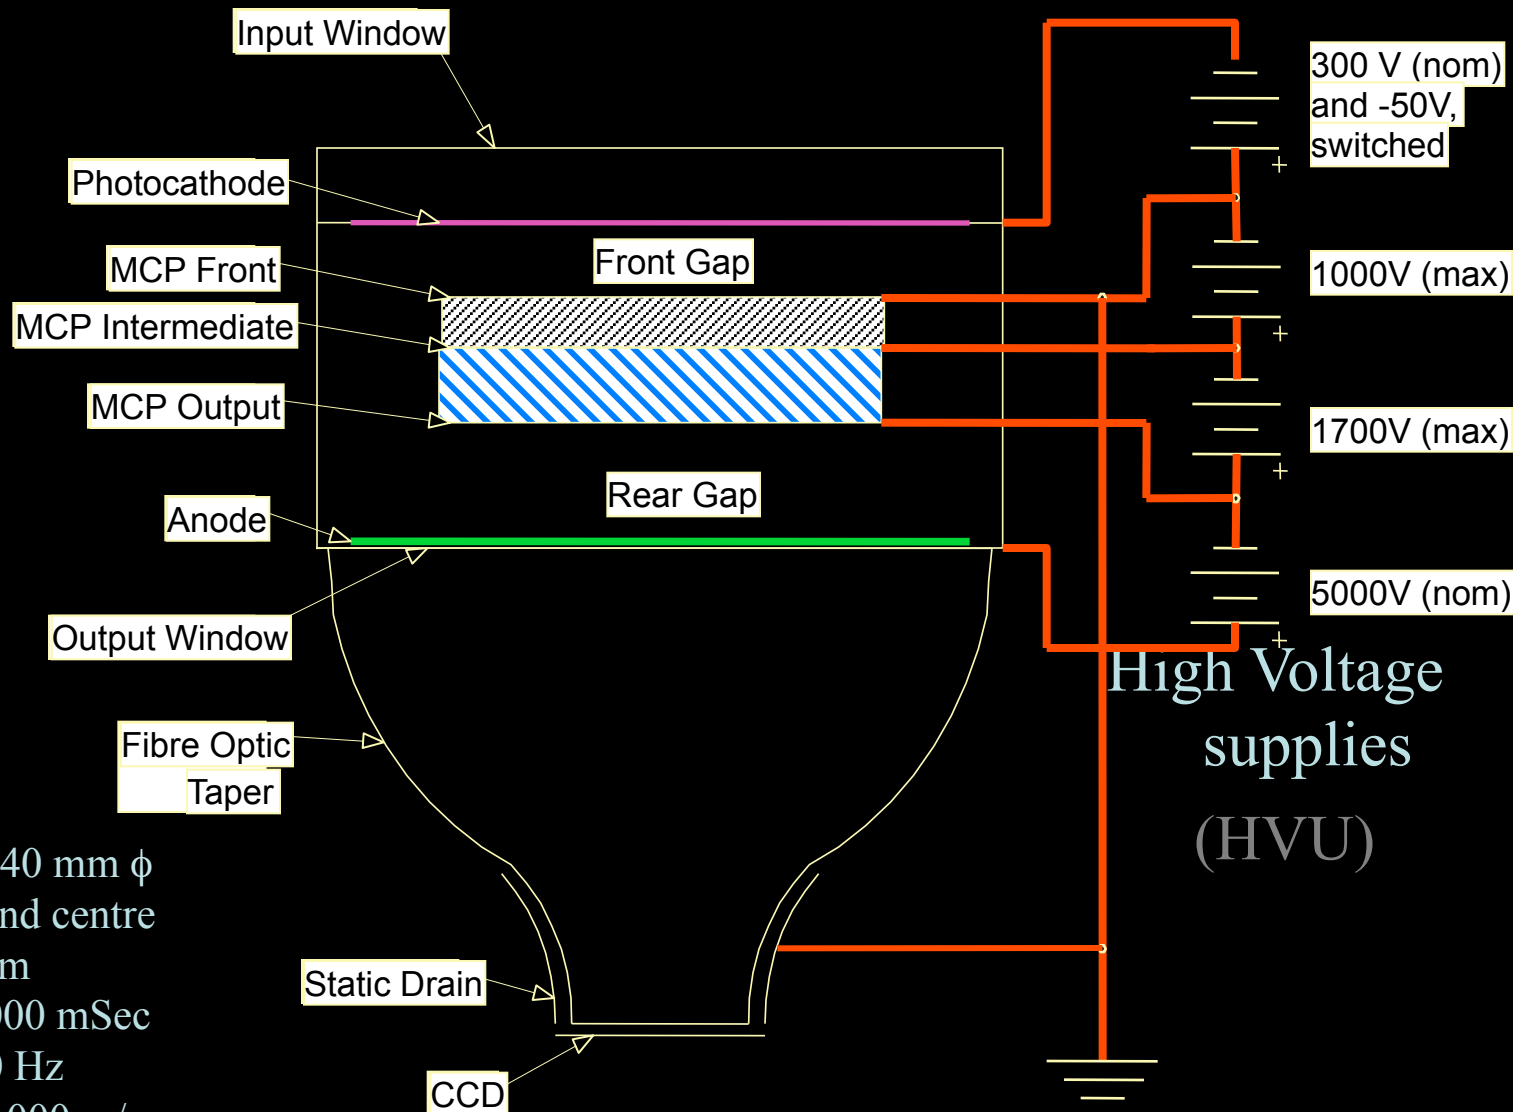 Input Window
Photocathode
MCP Front
MCP Intermediate
MCP Output
Anode
Output Window
Fibre Optic
Taper
Static Drain
CCD
Front Gap
Rear Gap
300 V (nom)
and -50V,
switched
+
1000V (max)
+
1700V (max)
+
5000V (nom)
+
High Voltage
supplies
(HVU)
40 mm ϕ
centre
mSec
Hz